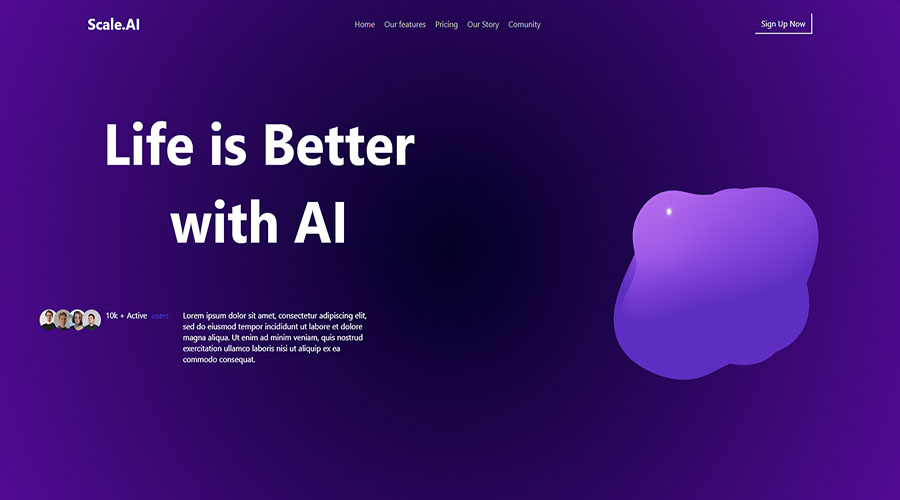 Scale.AI
Home Our features Pricing Our Story Comunity
Sign Up Now
Life is Better
with AI
10k + Active users
Lorem ipsum dolor sit amet, consectetur adipiscing elit,
sed do eiusmod tempor incididunt ut labore et dolore
magna aliqua. Ut enim ad minim veniam, quis nostrud
exercitation ullamco laboris nisi ut aliquip ex ea
commodo consequat.